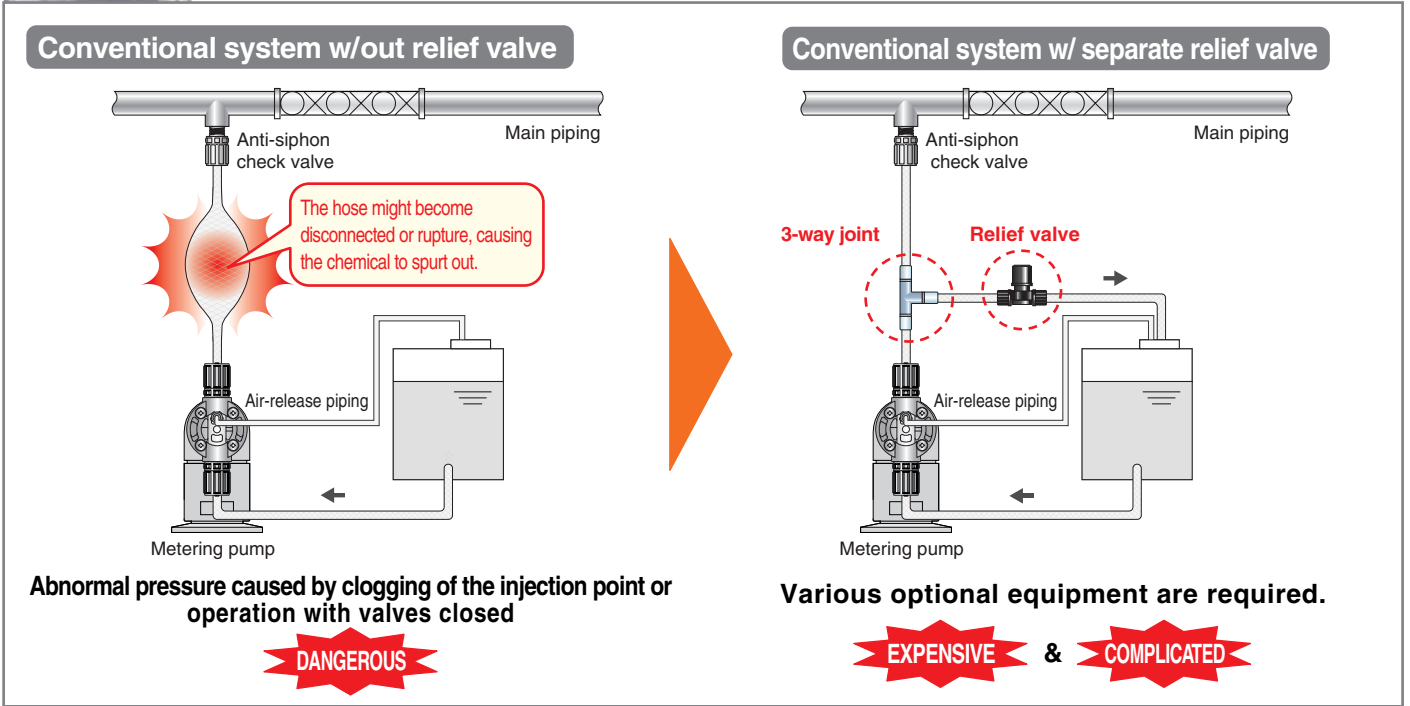 Conventional system w/out relief valve
Main piping
Anti-siphon
check valve
The hose might become
disconnected or rupture, causing
the chemical to spurt out.
Air-release piping
Metering pump
Abnormal pressure caused by clogging of the injection point or
operation with valves closed
DANGEROUS
Conventional system w/ separate relief valve
Main piping
Anti-siphon
check valve
3-way joint
Relief valve
Air-release piping
Metering pump
Various optional equipment are required.
EXPENSIVE & COMPLICATED